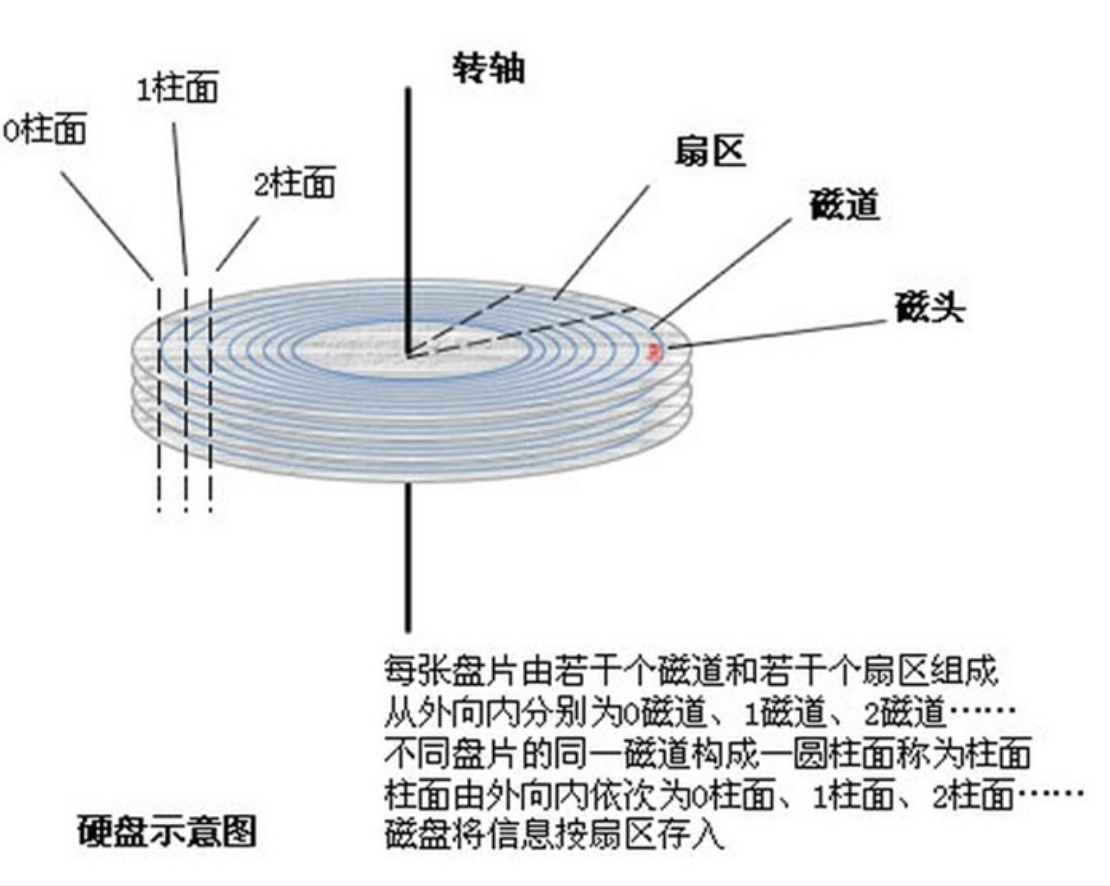 转轴
1柱面
0柱面
扇区
2柱面
磁道
磁头
每张盘片由若干个磁道和若干个扇区组成
从外向内分别为0磁道、1磁道、2磁道……
不同盘片的同一磁道构成一圆柱面称为柱面
柱面由外向内依次为0柱面、1柱面、2柱面……
磁盘将信息按扇区存入
硬盘示意图